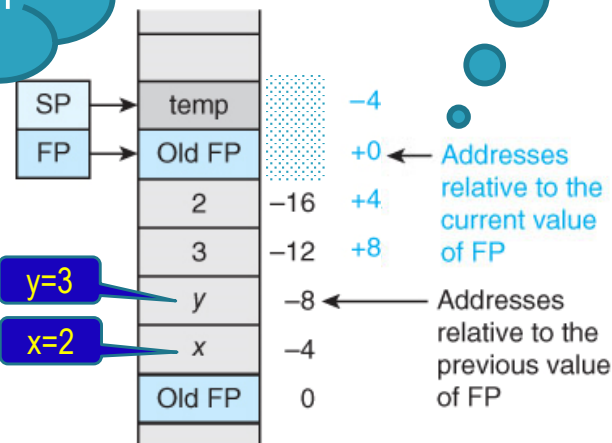 SP
temp
−4
FP
Old FP
+0
Addresses
relative to the
current value
of FP
2
−16
+4
3
−12
+8
y=3
y
−8
Addresses
relative to the
previous value
of FP
x=2
x
−4
Old FP
0